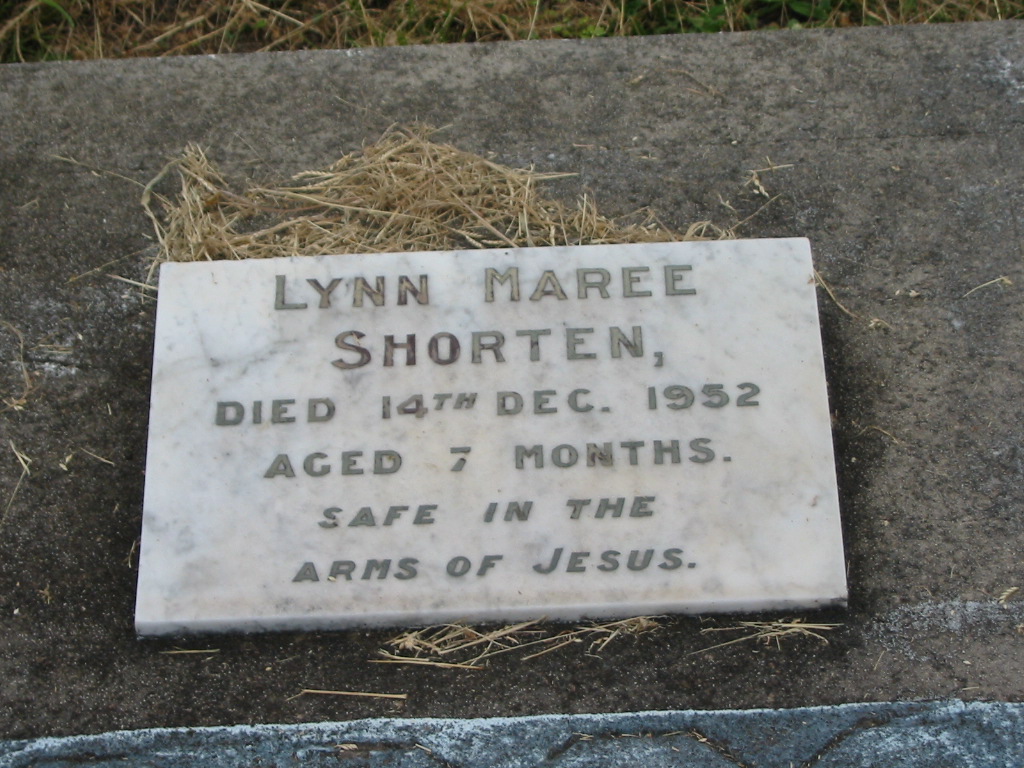 LYNN MAREE
SHORTEN,
DIED 14TH DEC. 1952
AGED 7 MONTHS.
SAFE IN THE
ARMS OF JESUS.